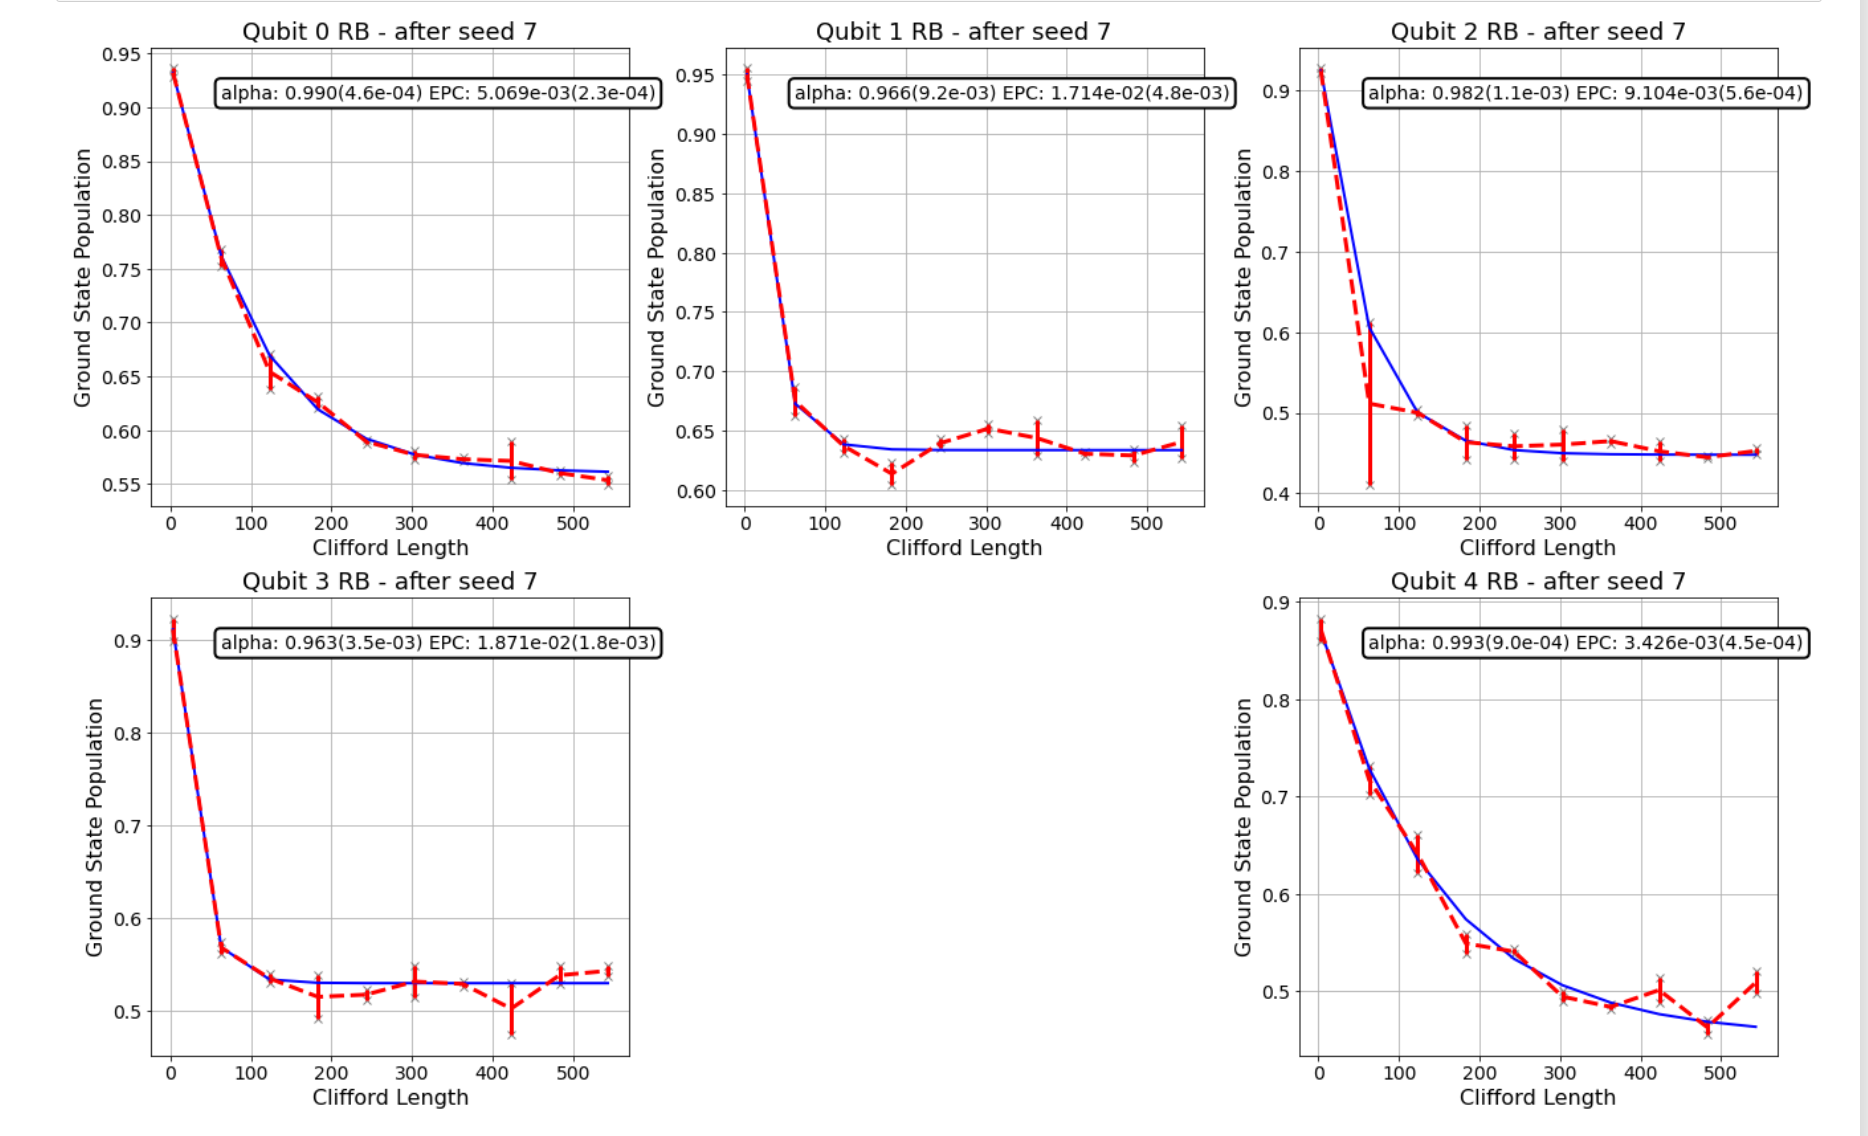 Qubit 0 RB - after seed 7
alpha: 0.990(4.6e-04) EPC: 5.069e-03(2.3e-04)
Ground State Population
0.95
0.90
0.85
0.80
0.75
0.70
0.65
0.60
0.55
0 100 200 300 400 500
Clifford Length
Qubit 1 RB - after seed 7
alpha: 0.966(9.2e-03) EPC: 1.714e-02(4.8e-03)
Ground State Population
0.95
0.90
0.85
0.80
0.75
0.70
0.65
0.60
0 100 200 300 400 500
Clifford Length
Qubit 2 RB - after seed 7
alpha: 0.982(1.1e-03) EPC: 9.104e-03(5.6e-04)
Ground State Population
0.9
0.8
0.7
0.6
0.5
0.4
0 100 200 300 400 500
Clifford Length
Qubit 3 RB - after seed 7
alpha: 0.963(3.5e-03) EPC: 1.871e-02(1.8e-03)
Ground State Population
0.9
0.8
0.7
0.6
0.5
0 100 200 300 400 500
Clifford Length
Qubit 4 RB - after seed 7
alpha: 0.993(9.0e-04) EPC: 3.426e-03(4.5e-04)
Ground State Population
0.9
0.8
0.7
0.6
0.5
0 100 200 300 400 500
Clifford Length